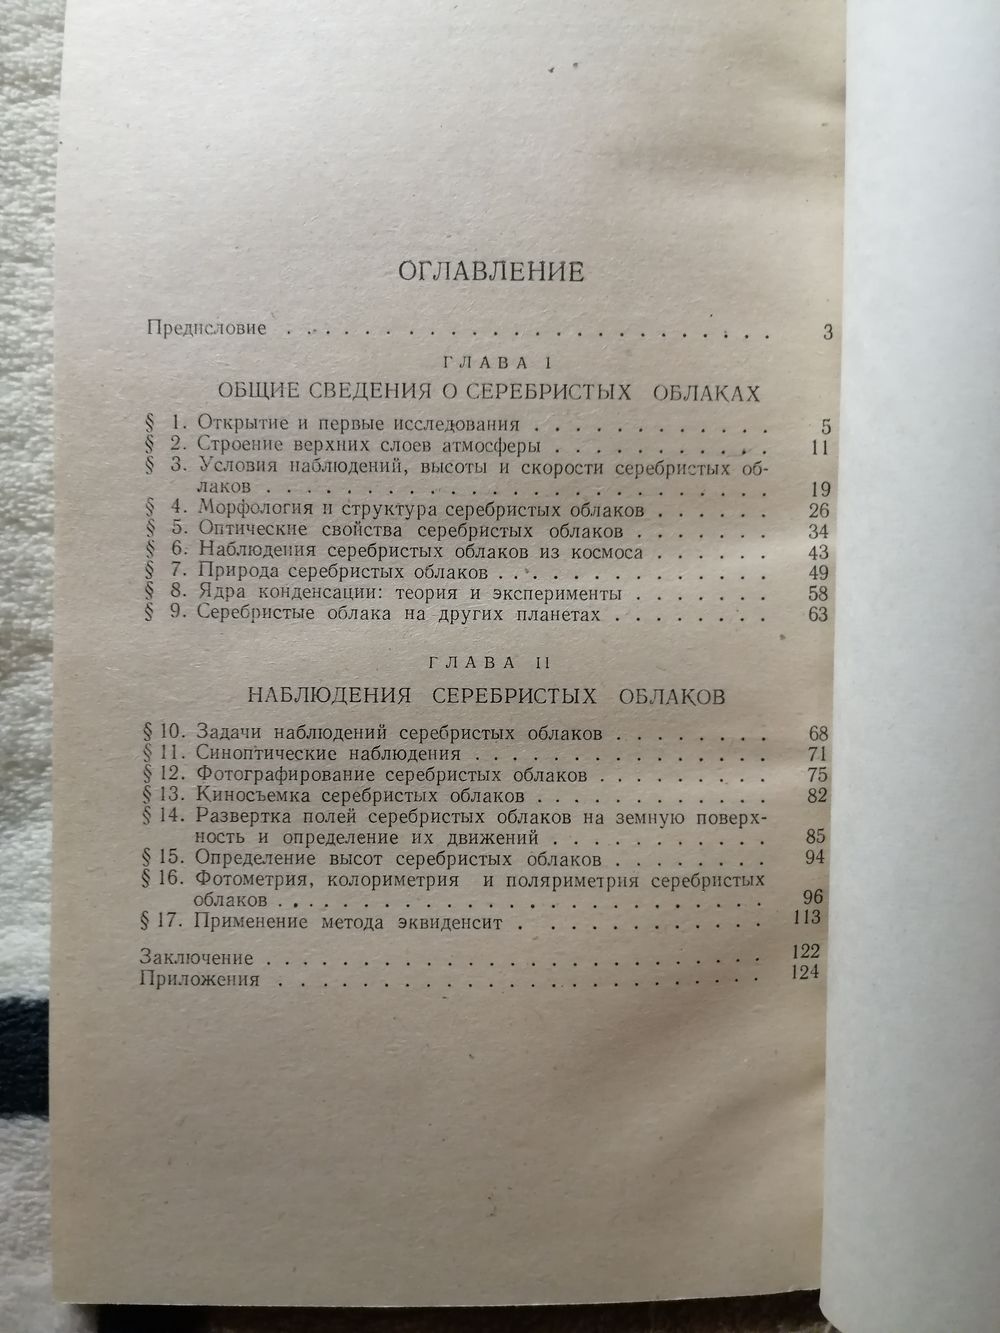 ОГЛАВЛЕНИЕ
Предисловие . . . . . . . . . . . . . . . . . . . . . . . . 3
ГЛАВА I
ОБЩИЕ СВЕДЕНИЯ О СЕРЕБРИСТЫХ ОБЛАКАХ
§ 1. Открытие и первые исследования . . . . . . . . . . . . 5
§ 2. Строение верхних слоев атмосферы . . . . . . . . . . . 11
§ 3. Условия наблюдений, высоты и скорости серебристых об-
лаков . . . . . . . . . . . . . . . . . . . . . . . . 19
§ 4. Морфология и структура серебристых облаков . . . . . . 26
§ 5. Оптические свойства серебристых облаков . . . . . . . 34
§ 6. Наблюдения серебристых облаков из космоса . . . . . . 43
§ 7. Природа серебристых облаков . . . . . . . . . . . . . 49
§ 8. Ядра конденсации: теория и эксперименты . . . . . . . 58
§ 9. Серебристые облака на других планетах . . . . . . . . 63
ГЛАВА II
НАБЛЮДЕНИЯ СЕРЕБРИСТЫХ ОБЛАКОВ
§ 10. Задачи наблюдений серебристых облаков . . . . . . . . 68
§ 11. Синоптические наблюдения . . . . . . . . . . . . . . . 71
§ 12. Фотографирование серебристых облаков . . . . . . . . . 75
§ 13. Киносъемка серебристых облаков . . . . . . . . . . . . 82
§ 14. Развертка полей серебристых облаков на земную поверх-
ность и определение их движений . . . . . . . . . . . 85
§ 15. Определение высот серебристых облаков . . . . . . . . 94
§ 16. Фотометрия, колориметрия и поляриметрия серебристых
облаков . . . . . . . . . . . . . . . . . . . . . . . . 96
§ 17. Применение метода эквиденсит . . . . . . . . . . . . 113
Заключение . . . . . . . . . . . . . . . . . . . . . . . . 122
Приложения . . . . . . . . . . . . . . . . . . . . . . . 124